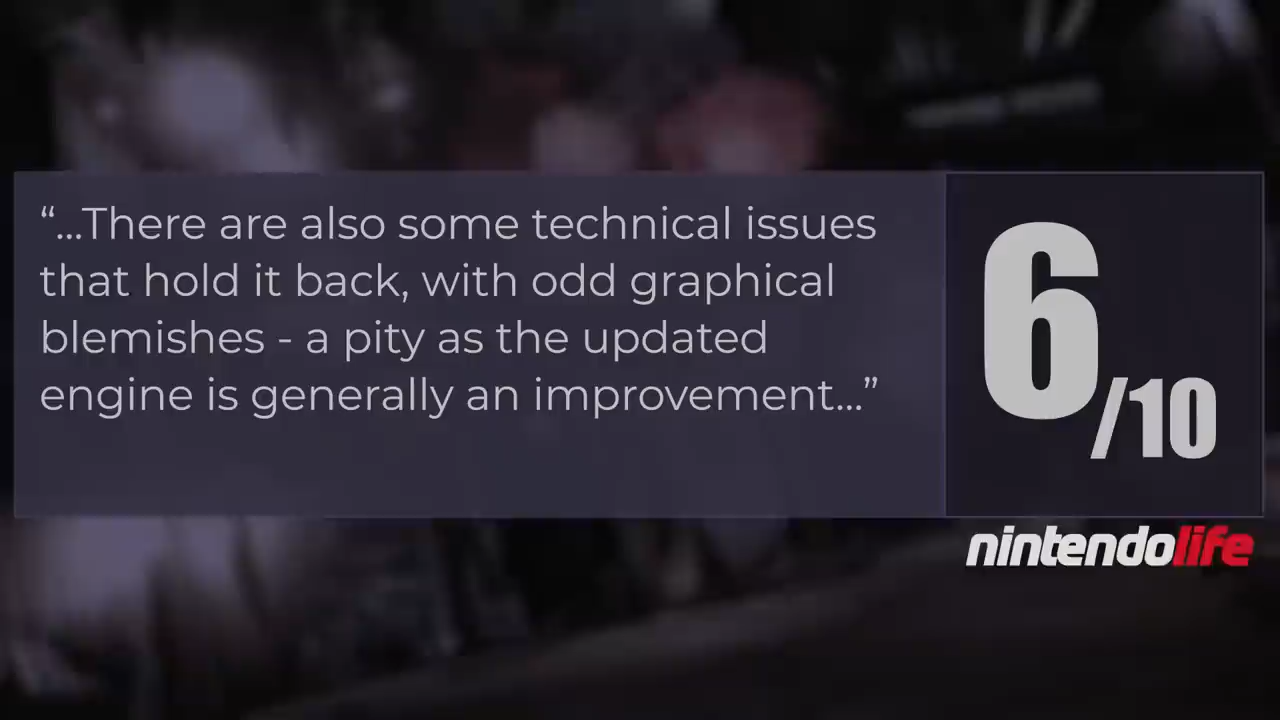 “...There are also some technical issues
that hold it back, with odd graphical
blemishes - a pity as the updated
engine is generally an improvement...”
6/10
nintendolife